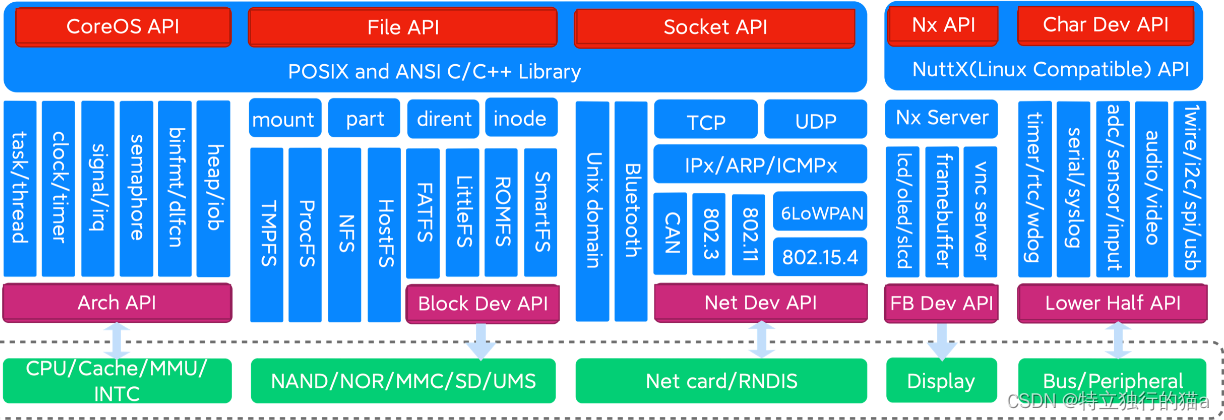 CoreOS API
File API
Socket API
Nx API
Char Dev API
POSIX and ANSI C/C++ Library
NuttX(Linux Compatible) API
task/thread
clock/timer
signal/irq
semaphore
binfmt/dlfcn
heap/iob
mount
part
dirent
inode
TMPFS
ProcFS
NFS
HostFS
FATFS
LittleFS
ROMFS
SmartFS
Unix domain
Bluetooth
TCP
UDP
IPx/ARP/ICMPx
CAN
802.3
802.11
6LoWPAN
802.15.4
Nx Server
lcd/oled/slcd
framebuffer
vnc server
timer/rtc/wdog
serial/syslog
adc/sensor/input
audio/video
1wire/i2c/spi/usb
Arch API
Block Dev API
Net Dev API
FB Dev API
Lower Half API
CPU/Cache/MMU/
INTC
NAND/NOR/MMC/SD/UMS
Net card/RNDIS
Display
Bus/Peripheral
CSDN @特立独行的猫a